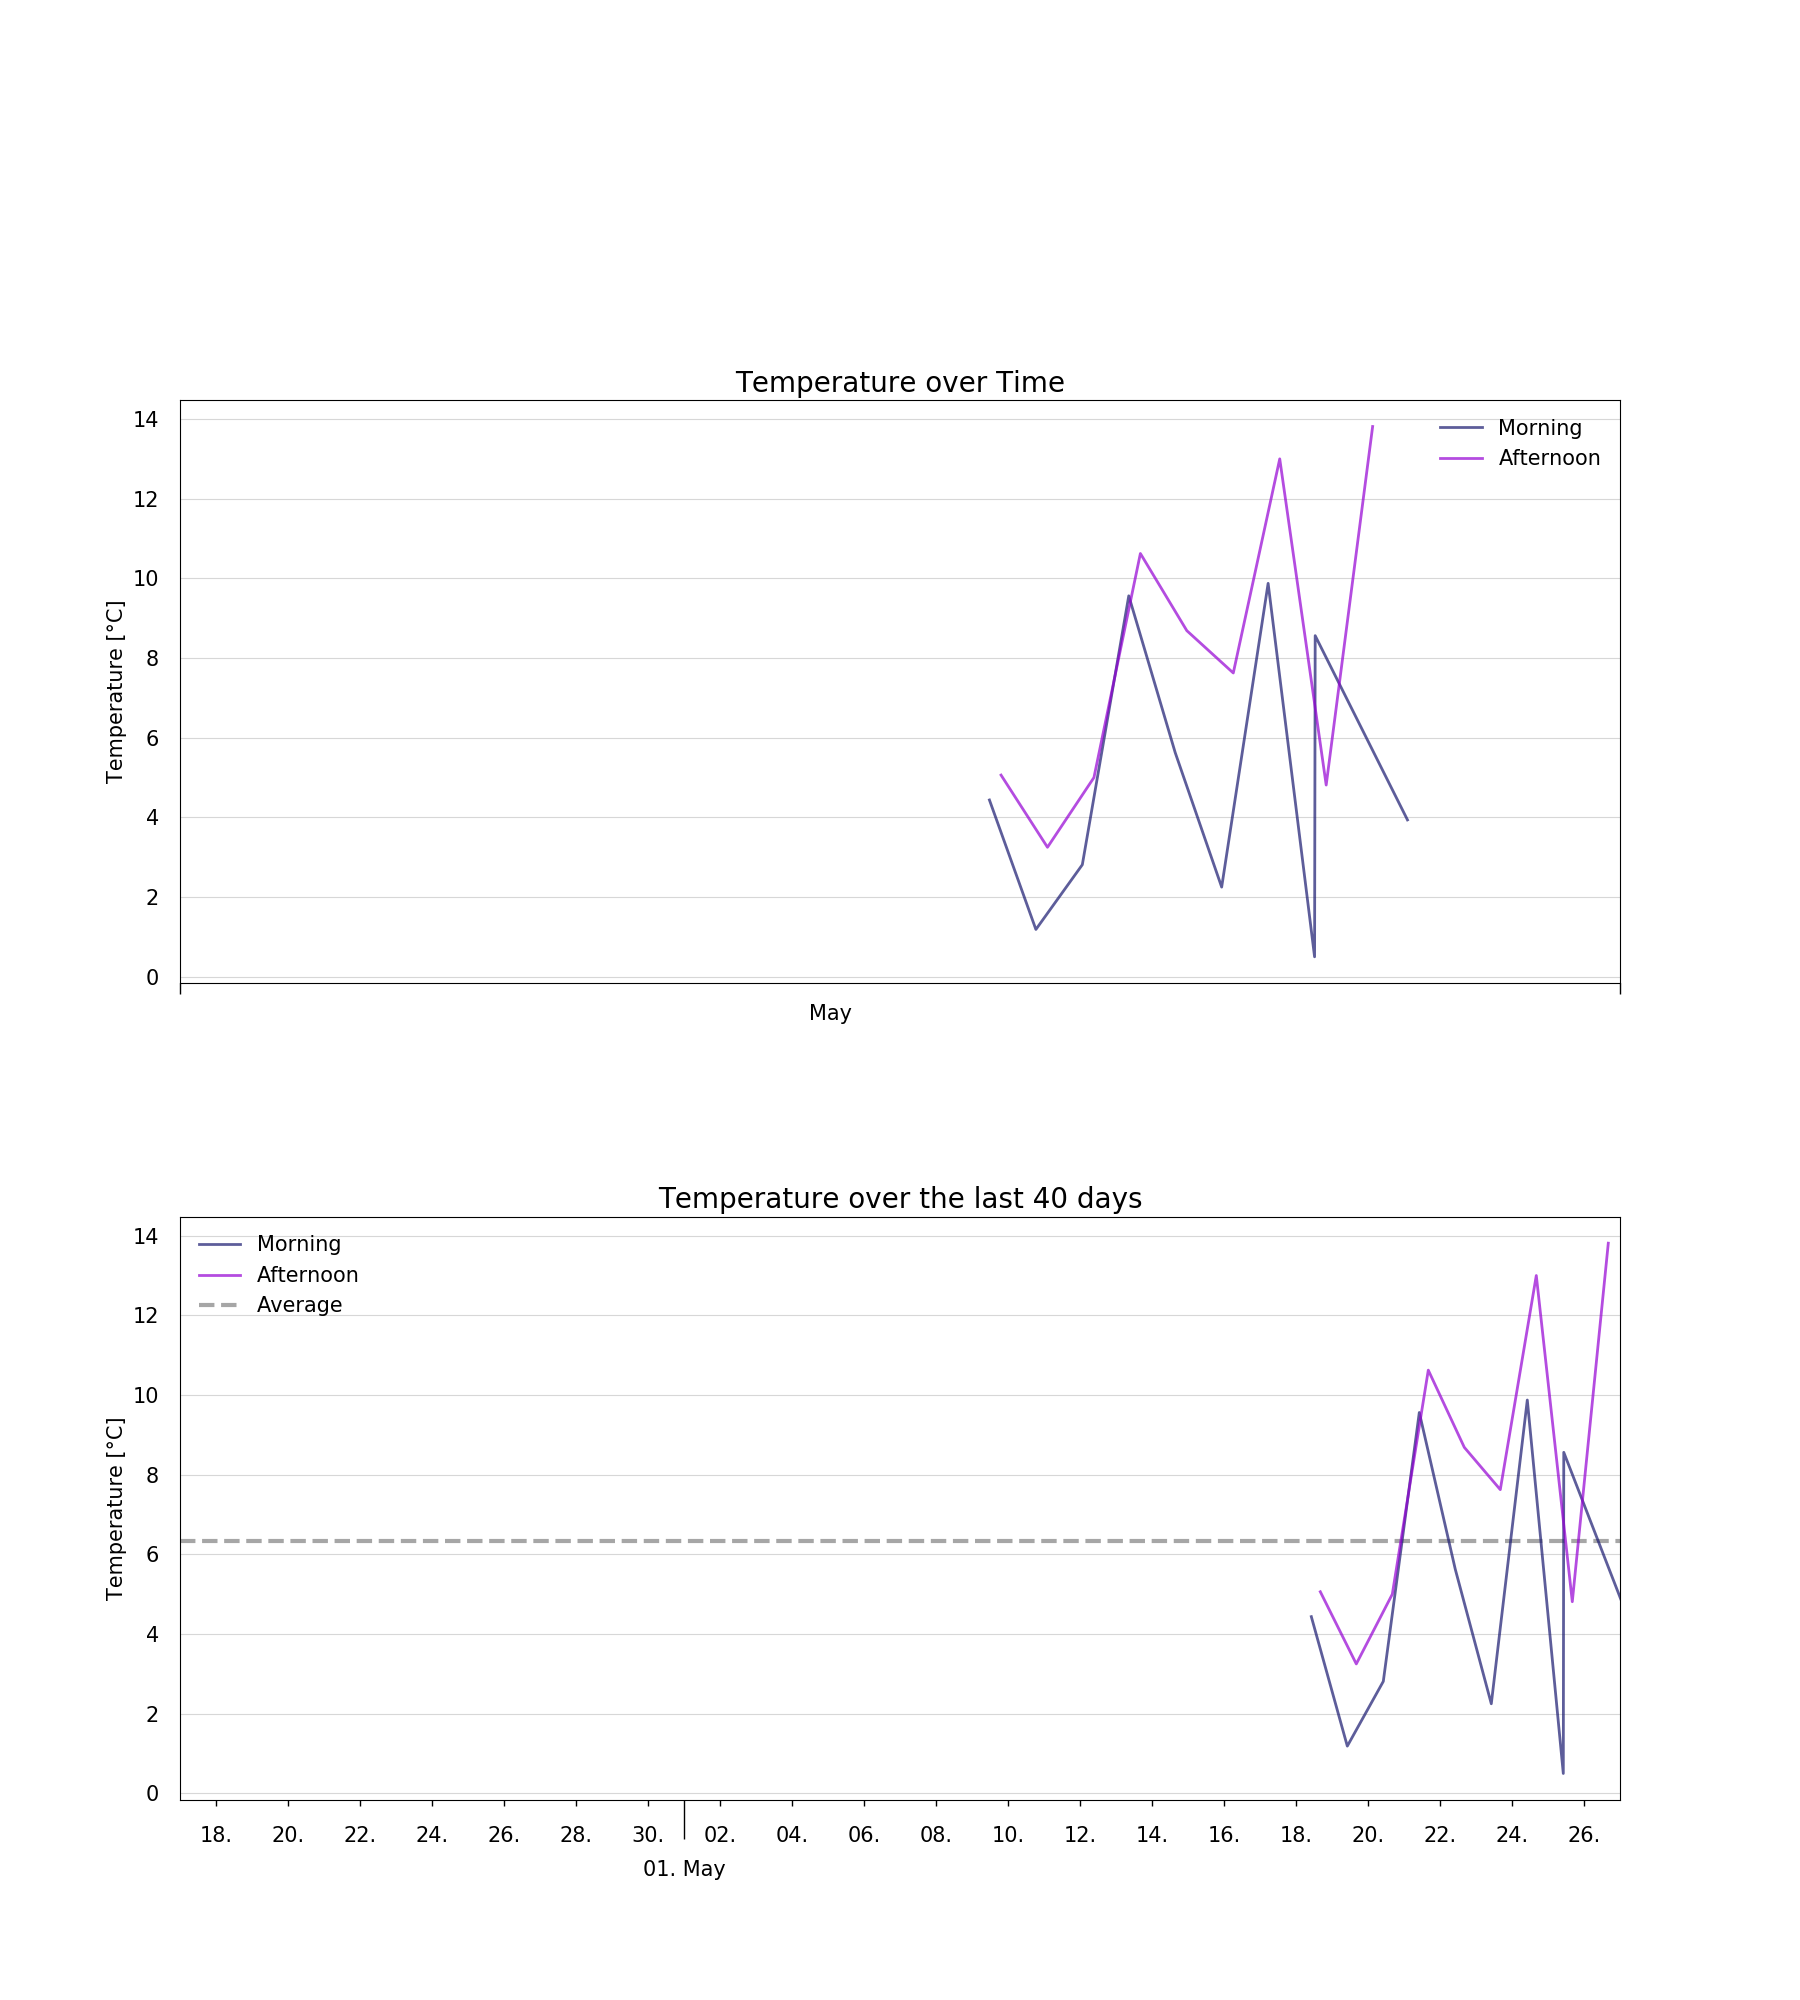 Temperature over Time
14
12
10
8
6
4
2
0
Temperature [°C]
Morning
Afternoon
May
Temperature over the last 40 days
14
12
10
8
6
4
2
0
Temperature [°C]
Morning
Afternoon
Average
18. 20. 22. 24. 26. 28. 30. 02. 04. 06. 08. 10. 12. 14. 16. 18. 20. 22. 24. 26.
01. May